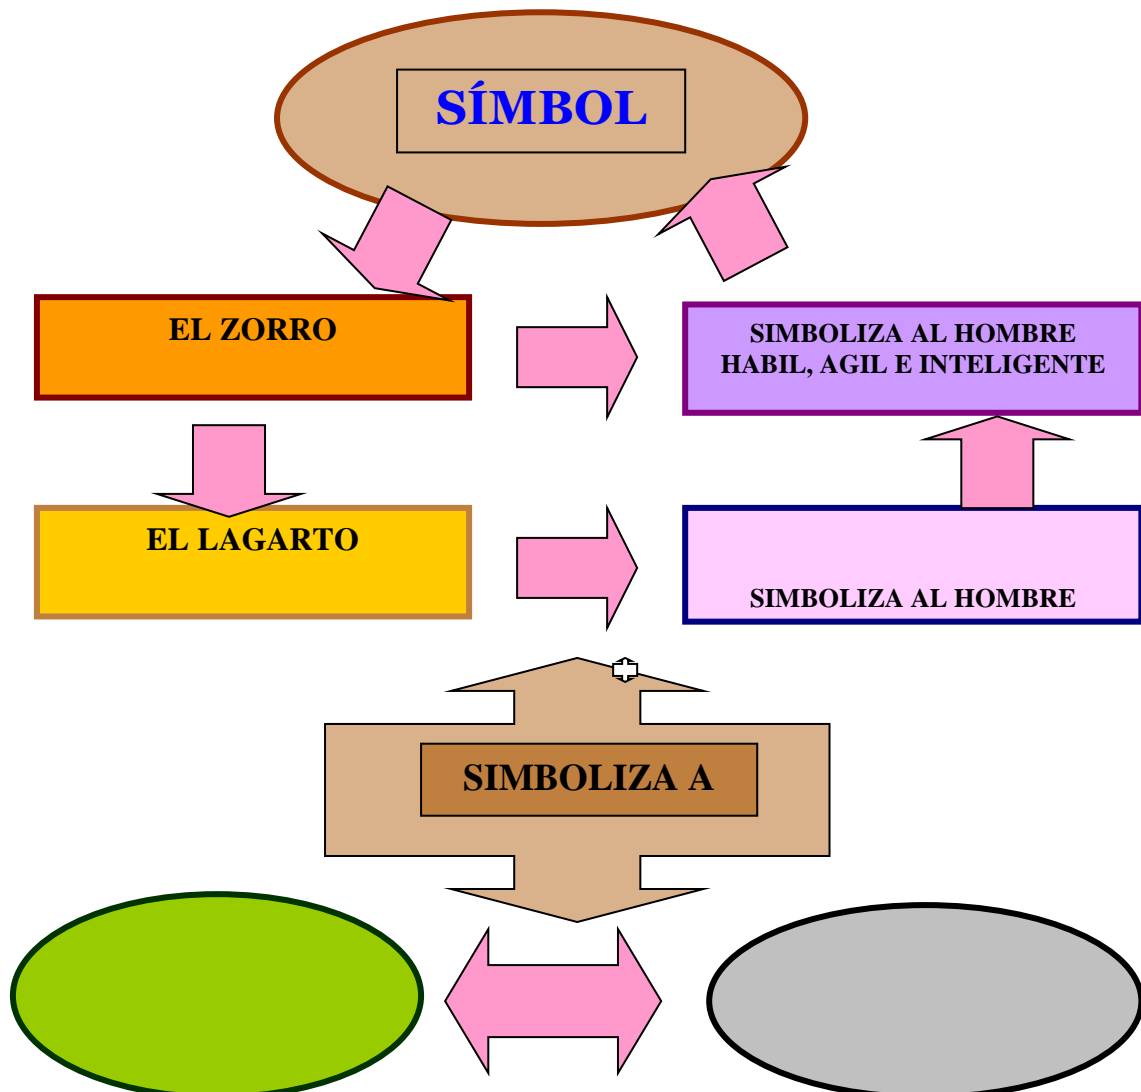 SÍMBOL
EL ZORRO
SIMBOLIZA AL HOMBRE
HABIL, AGIL E INTELIGENTE
EL LAGARTO
SIMBOLIZA AL HOMBRE
SIMBOLIZA A